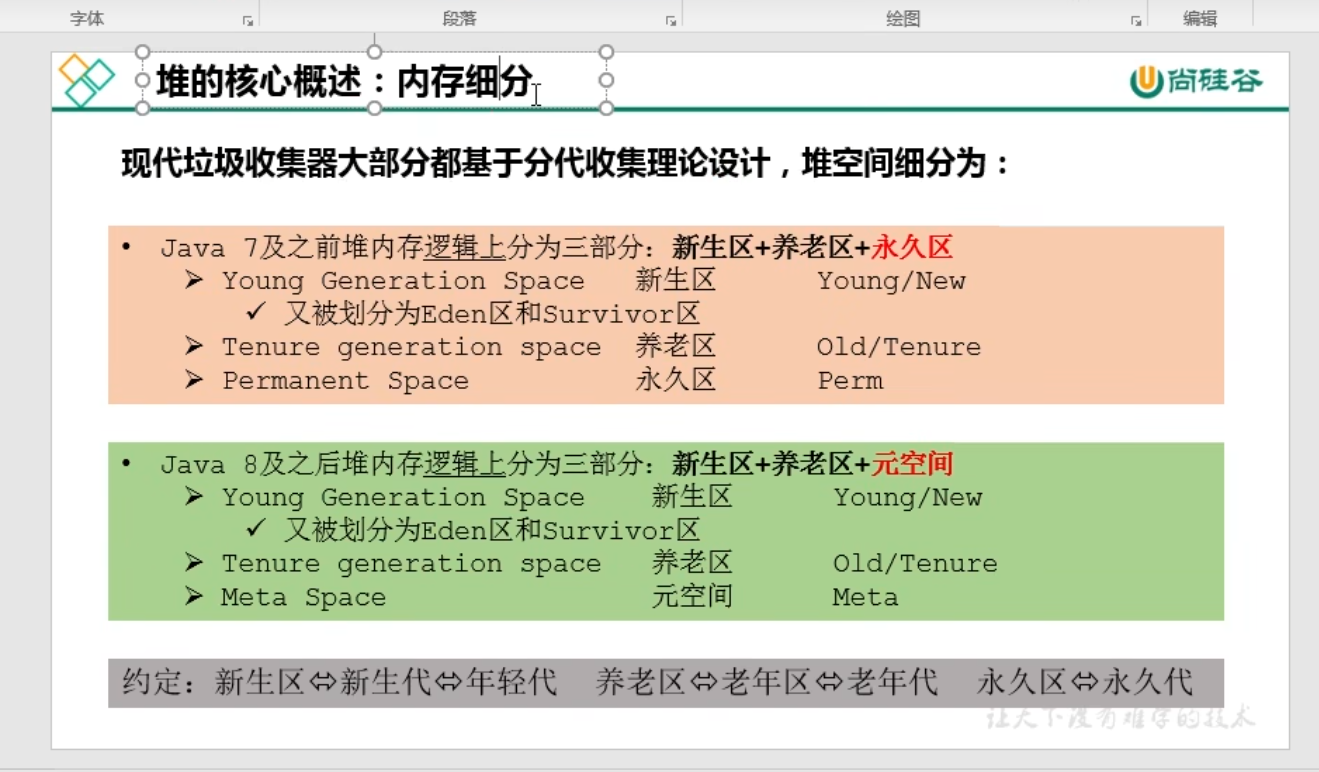 字体 段落 绘图 编辑
堆的核心概述：内存细分
尚硅谷
现代垃圾收集器大部分都基于分代收集理论设计，堆空间细分为：
• Java 7及之前堆内存逻辑上分为三部分：新生区+养老区+永久区
➢ Young Generation Space 新生区 Young/New
✓ 又被划分为Eden区和Survivor区
➢ Tenure generation space 养老区 Old/Tenure
➢ Permanent Space 永久区 Perm
• Java 8及之后堆内存逻辑上分为三部分：新生区+养老区+元空间
➢ Young Generation Space 新生区 Young/New
✓ 又被划分为Eden区和Survivor区
➢ Tenure generation space 养老区 Old/Tenure
➢ Meta Space 元空间 Meta
约定：新生区⇔新生代⇔年轻代 养老区⇔老年区⇔老年代 永久区⇔永久代
让天下没有难学的技术